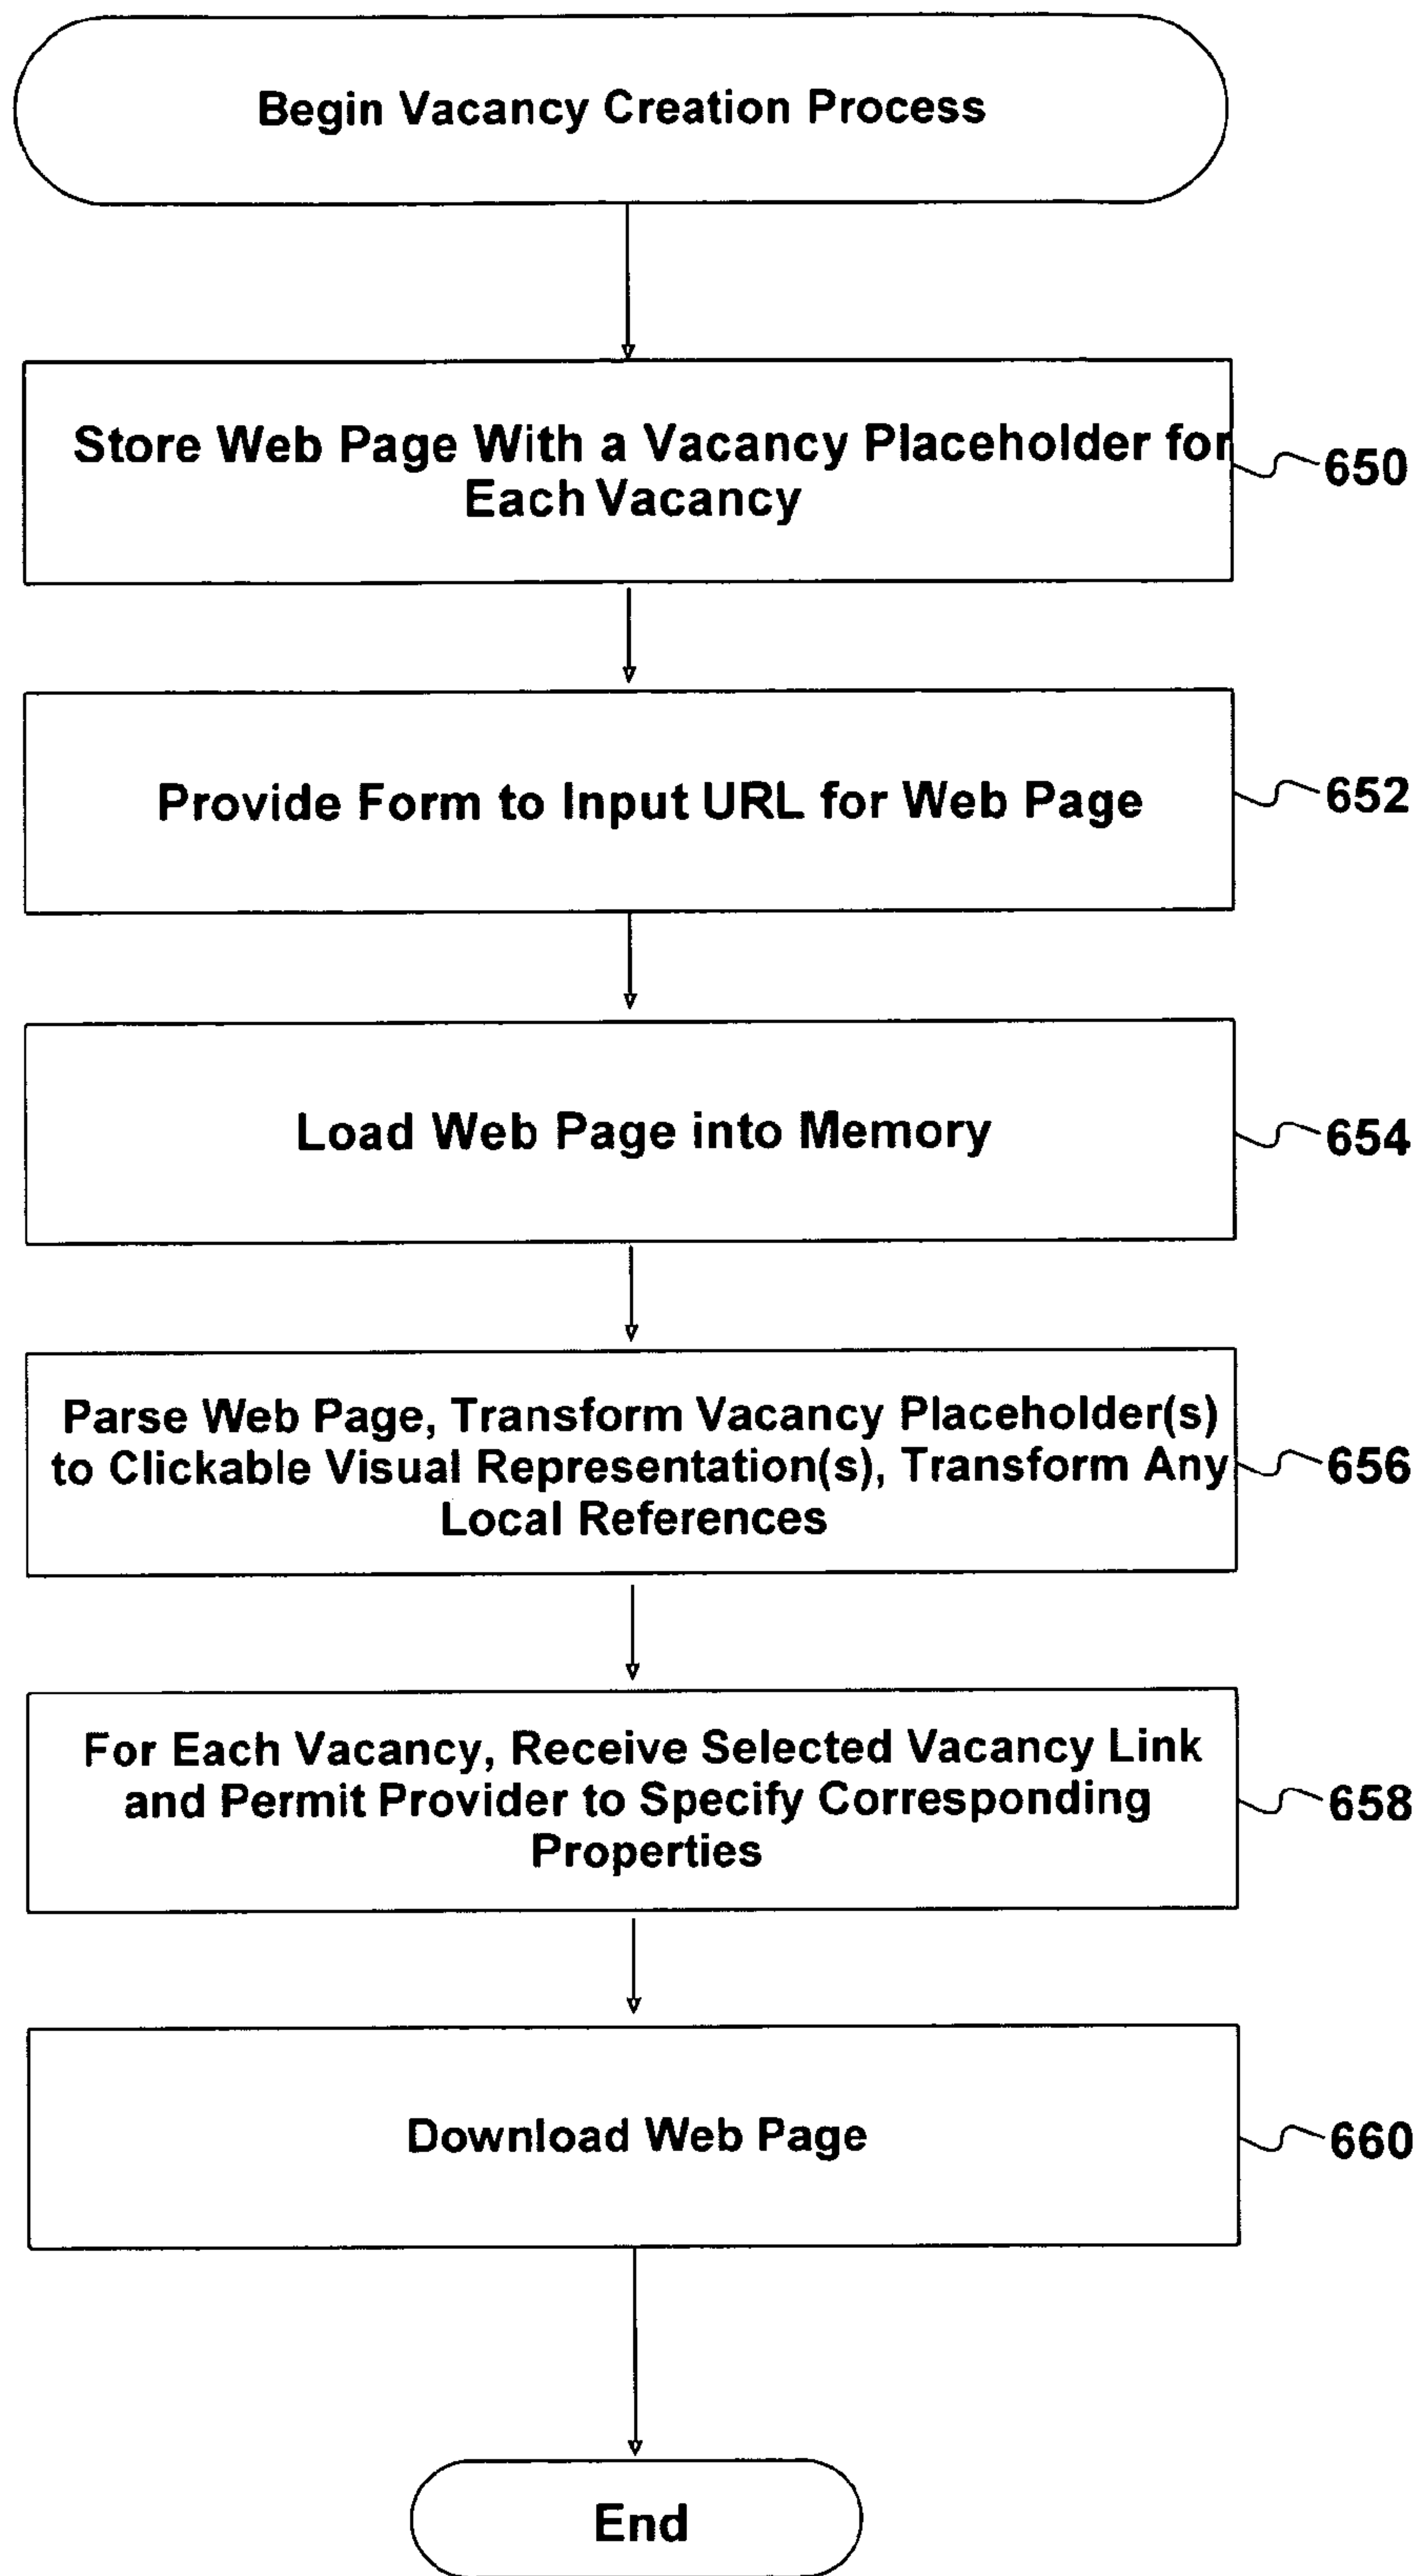 Begin Vacancy Creation Process
Store Web Page With a Vacancy Placeholder for
Each Vacancy
650
Provide Form to Input URL for Web Page
652
Load Web Page into Memory
654
Parse Web Page, Transform Vacancy Placeholder(s)
to Clickable Visual Representation(s), Transform Any
Local References
656
For Each Vacancy, Receive Selected Vacancy Link
and Permit Provider to Specify Corresponding
Properties
658
Download Web Page
660
End